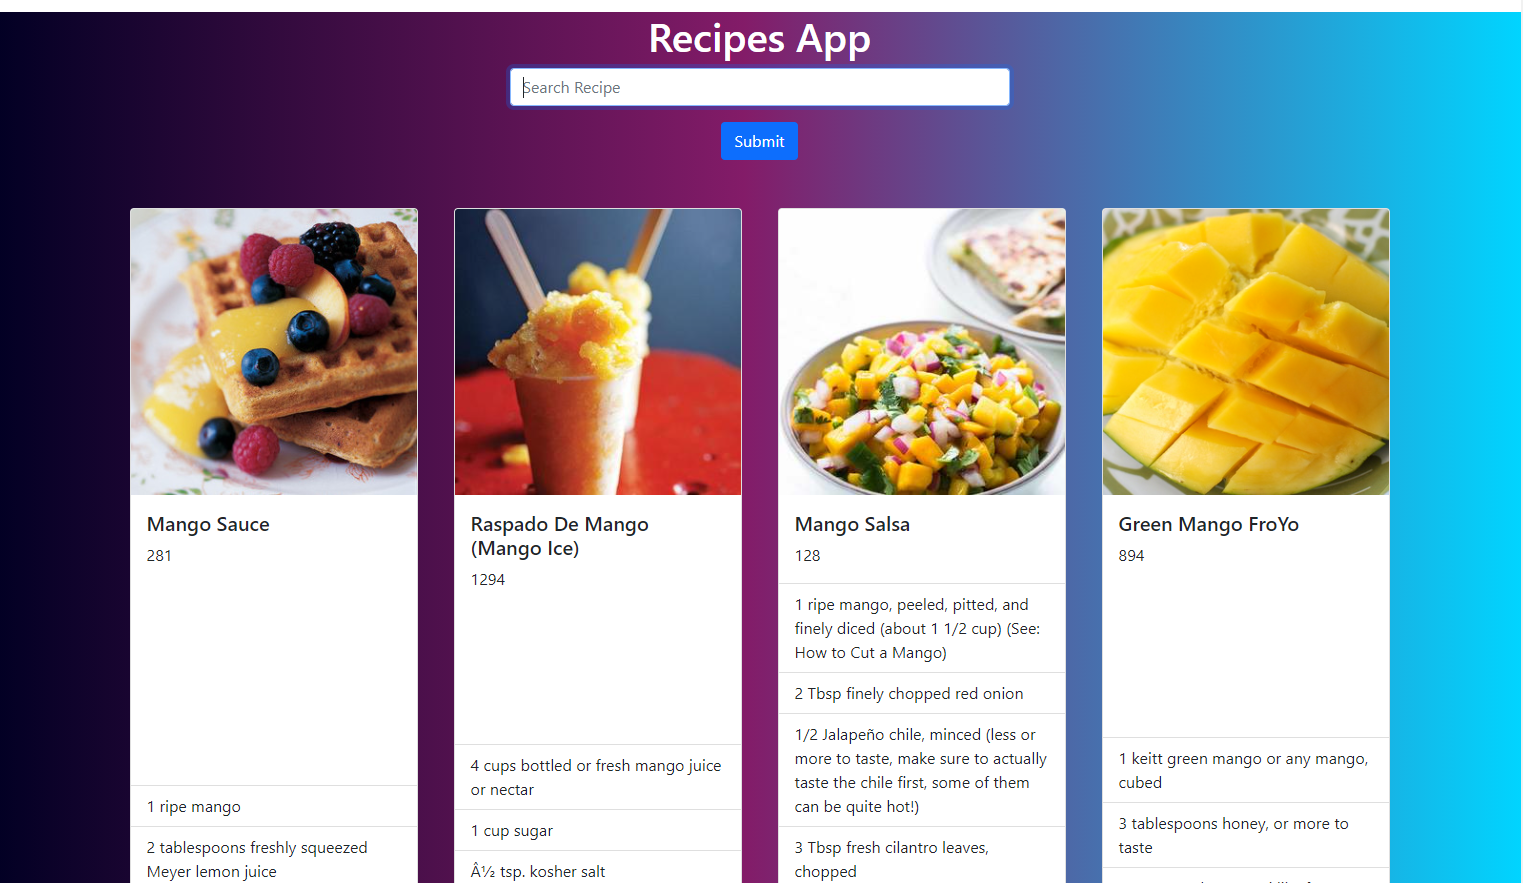 Recipes App
Search Recipe
Submit
Mango Sauce
281
1 ripe mango
2 tablespoons freshly squeezed
Meyer lemon juice
Raspado De Mango
(Mango Ice)
1294
4 cups bottled or fresh mango juice
or nectar
1 cup sugar
Â½ tsp. kosher salt
Mango Salsa
128
1 ripe mango, peeled, pitted, and
finely diced (about 1 1/2 cup) (See:
How to Cut a Mango)
2 Tbsp finely chopped red onion
1/2 Jalapeño chile, minced (less or
more to taste, make sure to actually
taste the chile first, some of them
can be quite hot!)
3 Tbsp fresh cilantro leaves,
chopped
Green Mango FroYo
894
1 keitt green mango or any mango,
cubed
3 tablespoons honey, or more to
taste